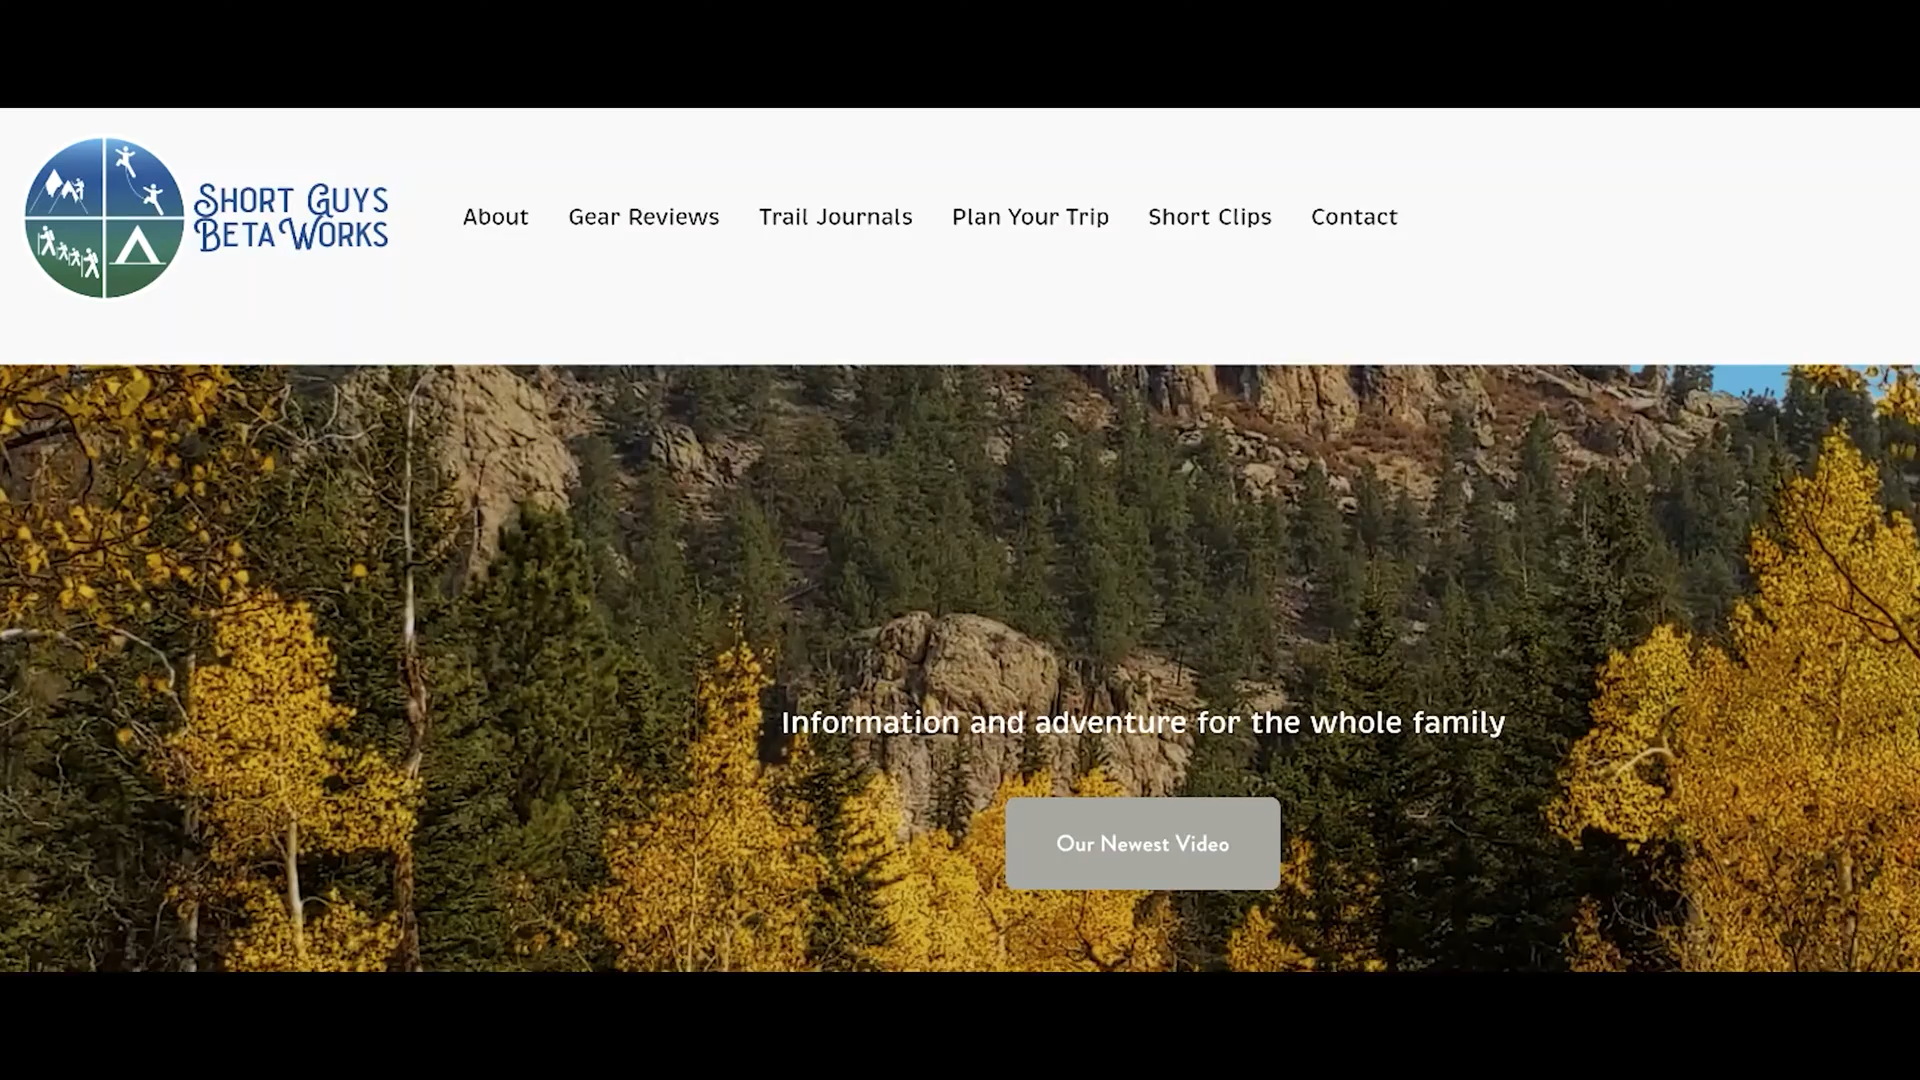 Short Guys
Beta Works
About Gear Reviews Trail Journals Plan Your Trip Short Clips Contact
Information and adventure for the whole family
Our Newest Video